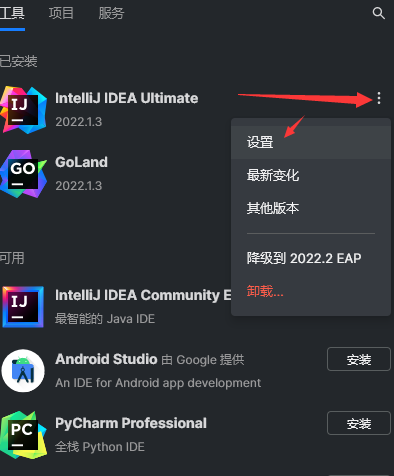 工具 项目 服务
已安装
IJ
IntelliJ IDEA Ultimate
2022.1.3
设置
GO
GoLand
2022.1.3
最新变化
其他版本
降级到 2022.2 EAP
卸载...
可用
IJ
IntelliJ IDEA Community E
最智能的 Java IDE
Android Studio 由 Google 提供
安装
An IDE for Android app development
PC
PyCharm Professional
安装
全栈 Python IDE